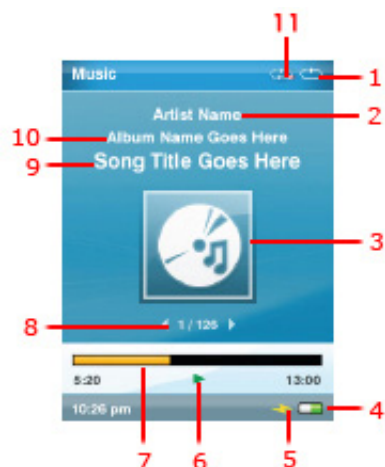 11
Music
1
Artist Name
2
10
Album Name Goes Here
9
Song Title Goes Here
3
8
1 / 126
5:20
13:00
10:26 pm
4
7
6
5